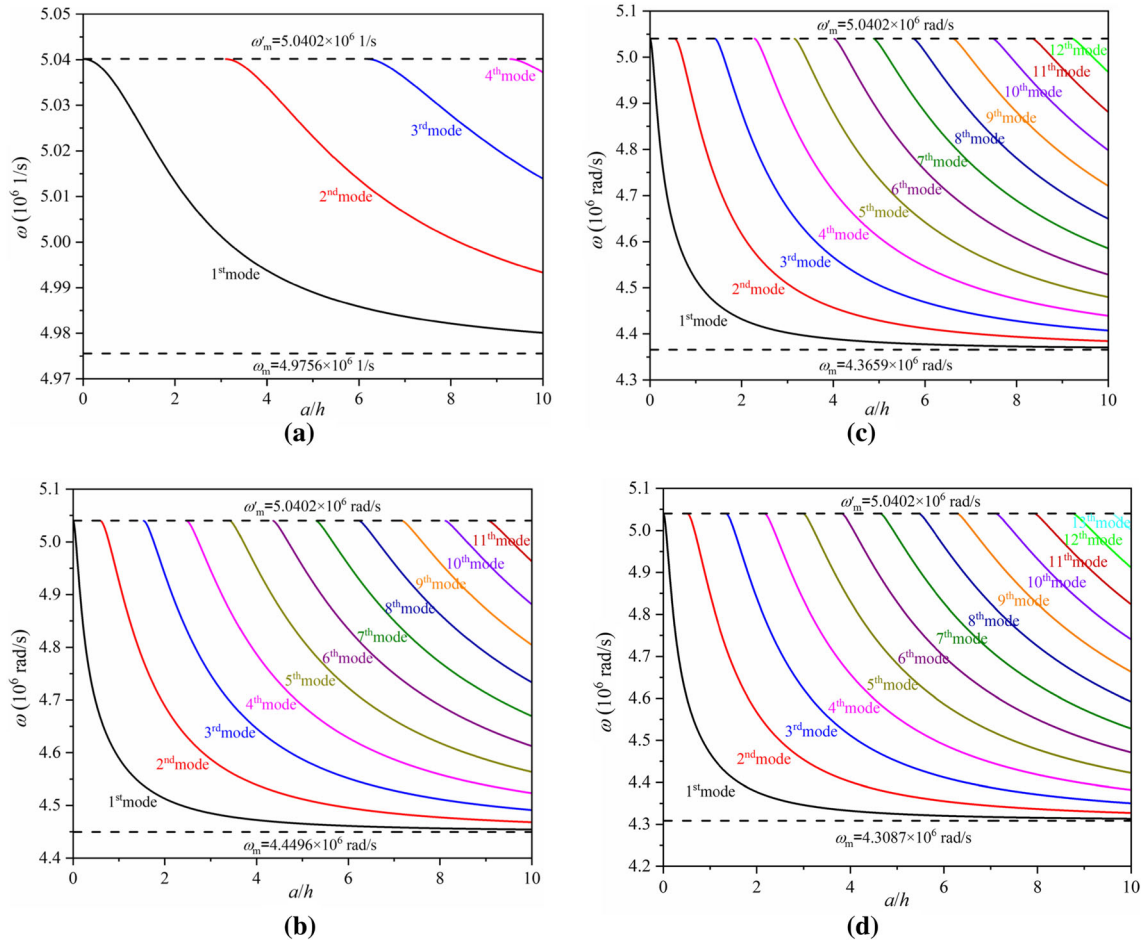 5.05
5.04
5.03
5.02
5.01
5.00
4.99
4.98
4.97
ω (10⁶ 1/s)
ω'ₘ=5.0402×10⁶ 1/s
4ᵗʰmode
3ʳᵈmode
2ⁿᵈmode
1ˢᵗmode
ωₘ=4.9756×10⁶ 1/s
0 2 4 6 8 10
a/h
(a)
5.1
5.0
4.9
4.8
4.7
4.6
4.5
4.4
4.3
ω (10⁶ rad/s)
ω'ₘ=5.0402×10⁶ rad/s
12ᵗʰmode
11ᵗʰmode
10ᵗʰmode
9ᵗʰmode
8ᵗʰmode
7ᵗʰmode
6ᵗʰmode
5ᵗʰmode
4ᵗʰmode
3ʳᵈmode
2ⁿᵈmode
1ˢᵗmode
ωₘ=4.3659×10⁶ rad/s
0 2 4 6 8 10
a/h
(c)
5.1
5.0
4.9
4.8
4.7
4.6
4.5
4.4
ω (10⁶ rad/s)
ω'ₘ=5.0402×10⁶ rad/s
11ᵗʰmode
10ᵗʰmode
9ᵗʰmode
8ᵗʰmode
7ᵗʰmode
6ᵗʰmode
5ᵗʰmode
4ᵗʰmode
3ʳᵈmode
2ⁿᵈmode
1ˢᵗmode
ωₘ=4.4496×10⁶ rad/s
0 2 4 6 8 10
a/h
(b)
5.1
5.0
4.9
4.8
4.7
4.6
4.5
4.4
4.3
4.2
ω (10⁶ rad/s)
ω'ₘ=5.0402×10⁶ rad/s
13ᵗʰmode
12ᵗʰmode
11ᵗʰmode
10ᵗʰmode
9ᵗʰmode
8ᵗʰmode
7ᵗʰmode
6ᵗʰmode
5ᵗʰmode
4ᵗʰmode
3ʳᵈmode
2ⁿᵈmode
1ˢᵗmode
ωₘ=4.3087×10⁶ rad/s
0 2 4 6 8 10
a/h
(d)